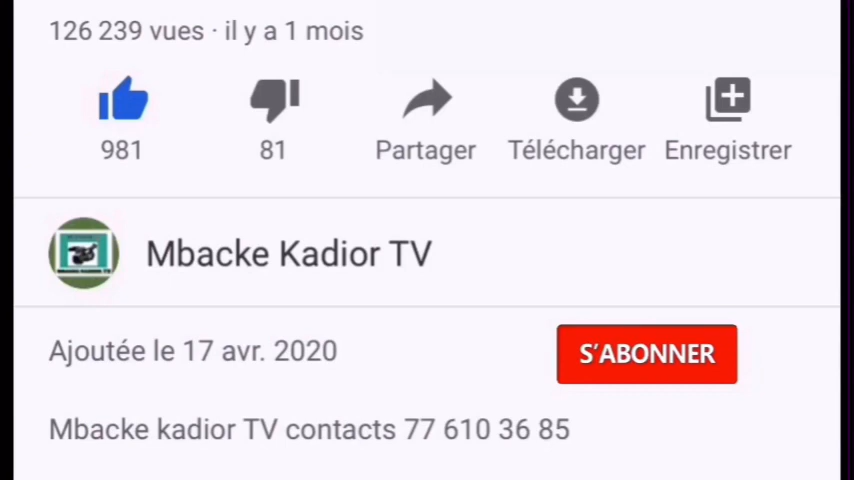 126 239 vues · il y a 1 mois
981
81
Partager
Télécharger
Enregistrer
Mbacke Kadior TV
Ajoutée le 17 avr. 2020
S'ABONNER
Mbacke kadior TV contacts 77 610 36 85